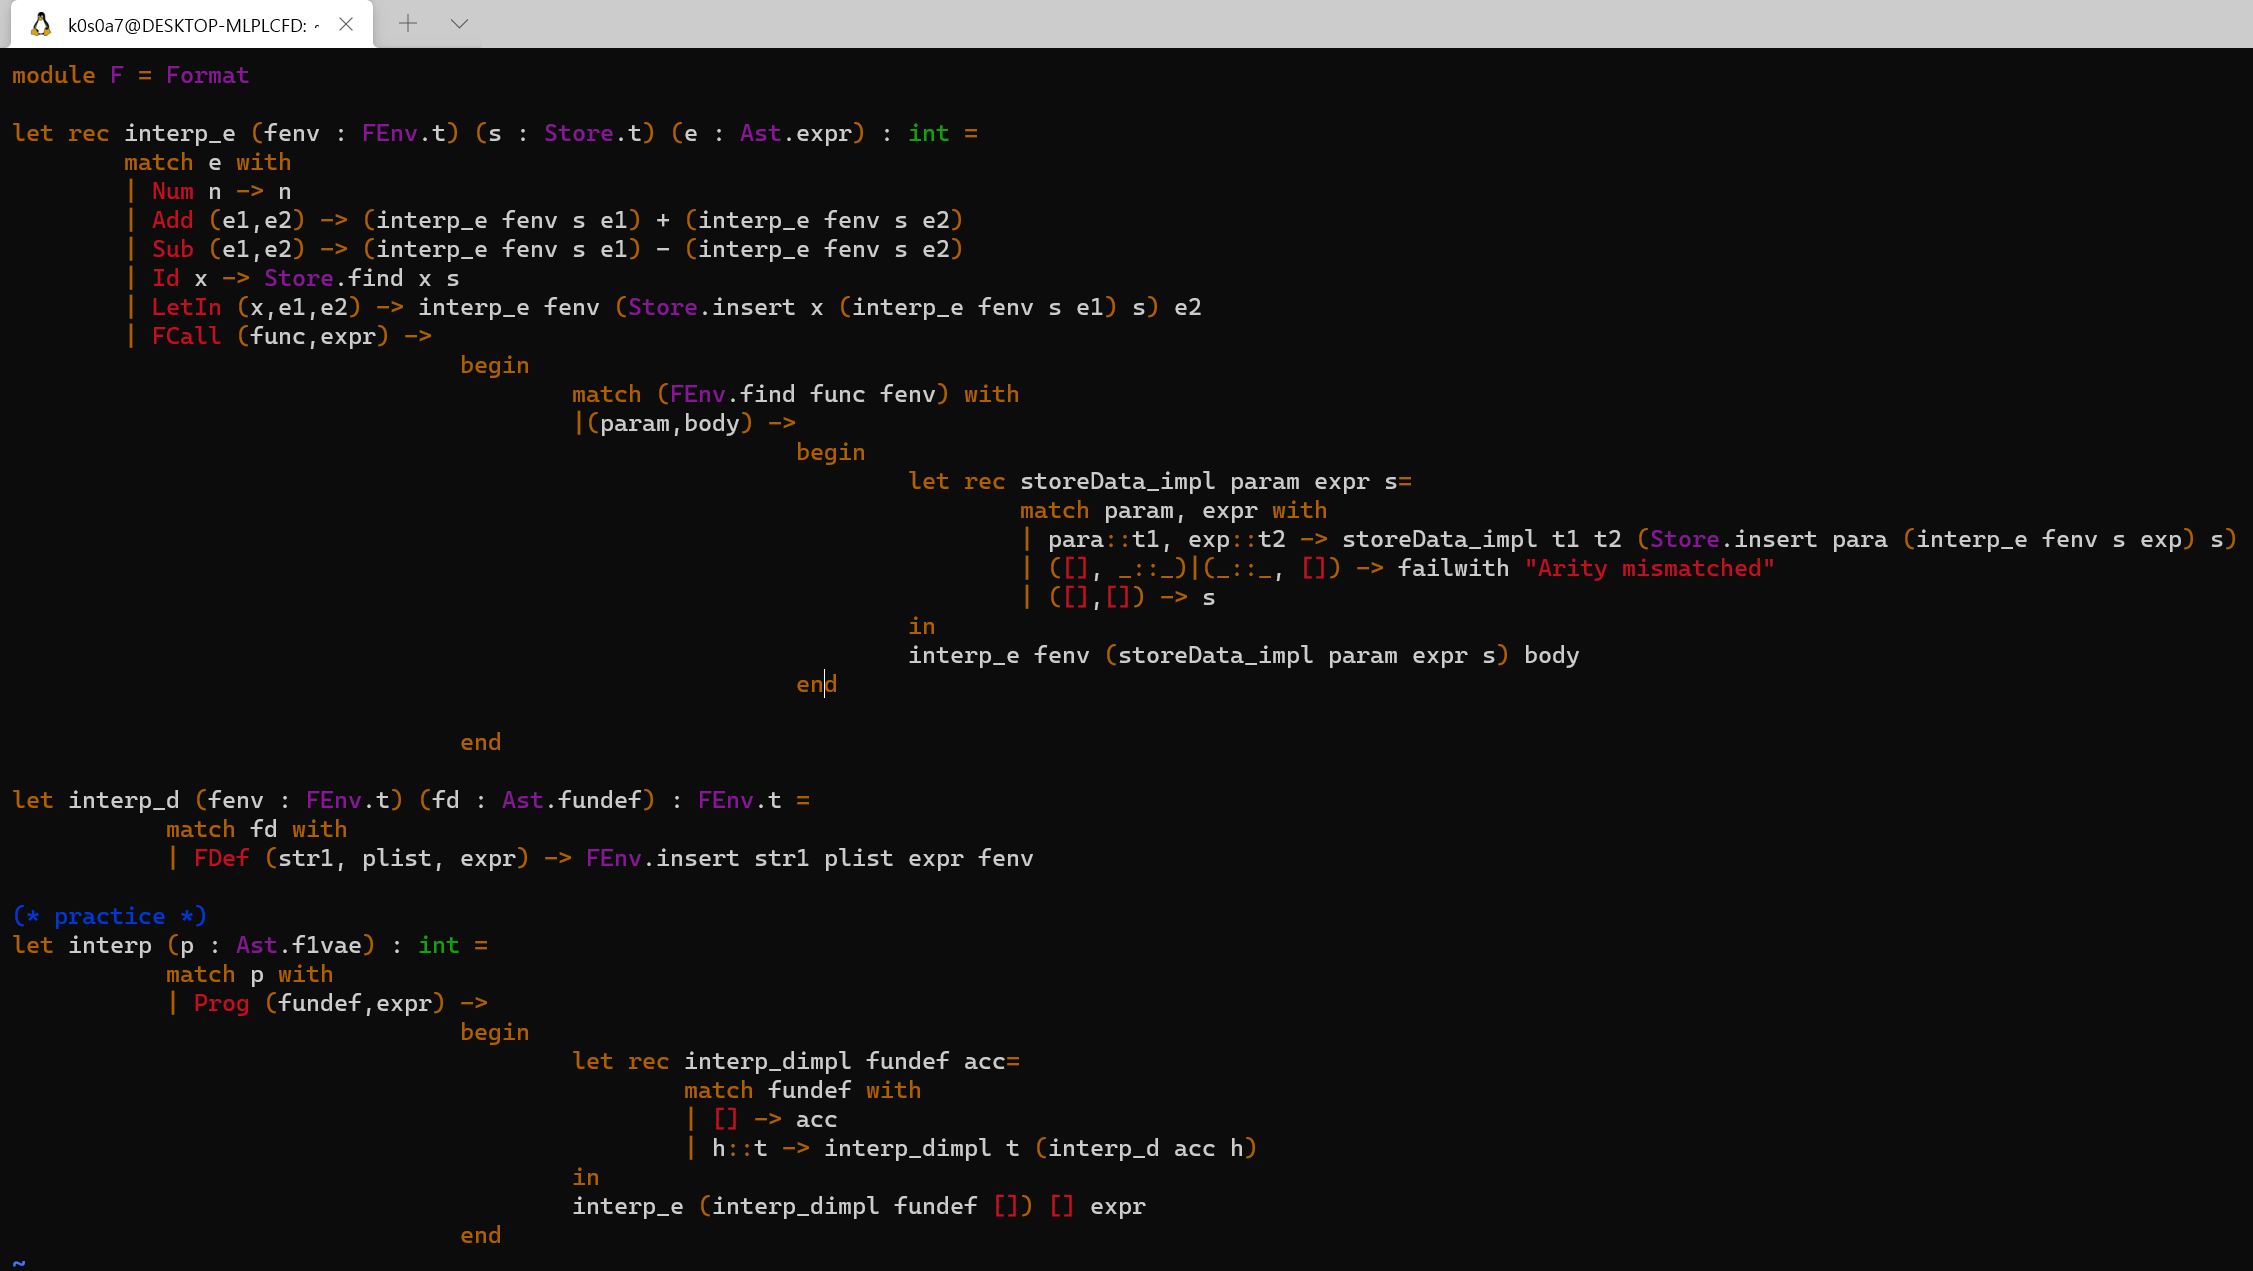 k0s0a7@DESKTOP-MLPLCFD: ~
module F = Format
let rec interp_e (fenv : FEnv.t) (s : Store.t) (e : Ast.expr) : int =
match e with
| Num n -> n
| Add (e1,e2) -> (interp_e fenv s e1) + (interp_e fenv s e2)
| Sub (e1,e2) -> (interp_e fenv s e1) - (interp_e fenv s e2)
| Id x -> Store.find x s
| LetIn (x,e1,e2) -> interp_e fenv (Store.insert x (interp_e fenv s e1) s) e2
| FCall (func,expr) ->
begin
match (FEnv.find func fenv) with
|(param,body) ->
begin
let rec storeData_impl param expr s=
match param, expr with
| para::t1, exp::t2 -> storeData_impl t1 t2 (Store.insert para (interp_e fenv s exp) s)
| ([], _::_)|(_::_, []) -> failwith "Arity mismatched"
| ([],[]) -> s
in
interp_e fenv (storeData_impl param expr s) body
end
end
let interp_d (fenv : FEnv.t) (fd : Ast.fundef) : FEnv.t =
match fd with
| FDef (str1, plist, expr) -> FEnv.insert str1 plist expr fenv
(* practice *)
let interp (p : Ast.f1vae) : int =
match p with
| Prog (fundef,expr) ->
begin
let rec interp_dimpl fundef acc=
match fundef with
| [] -> acc
| h::t -> interp_dimpl t (interp_d acc h)
in
interp_e (interp_dimpl fundef []) [] expr
end
~